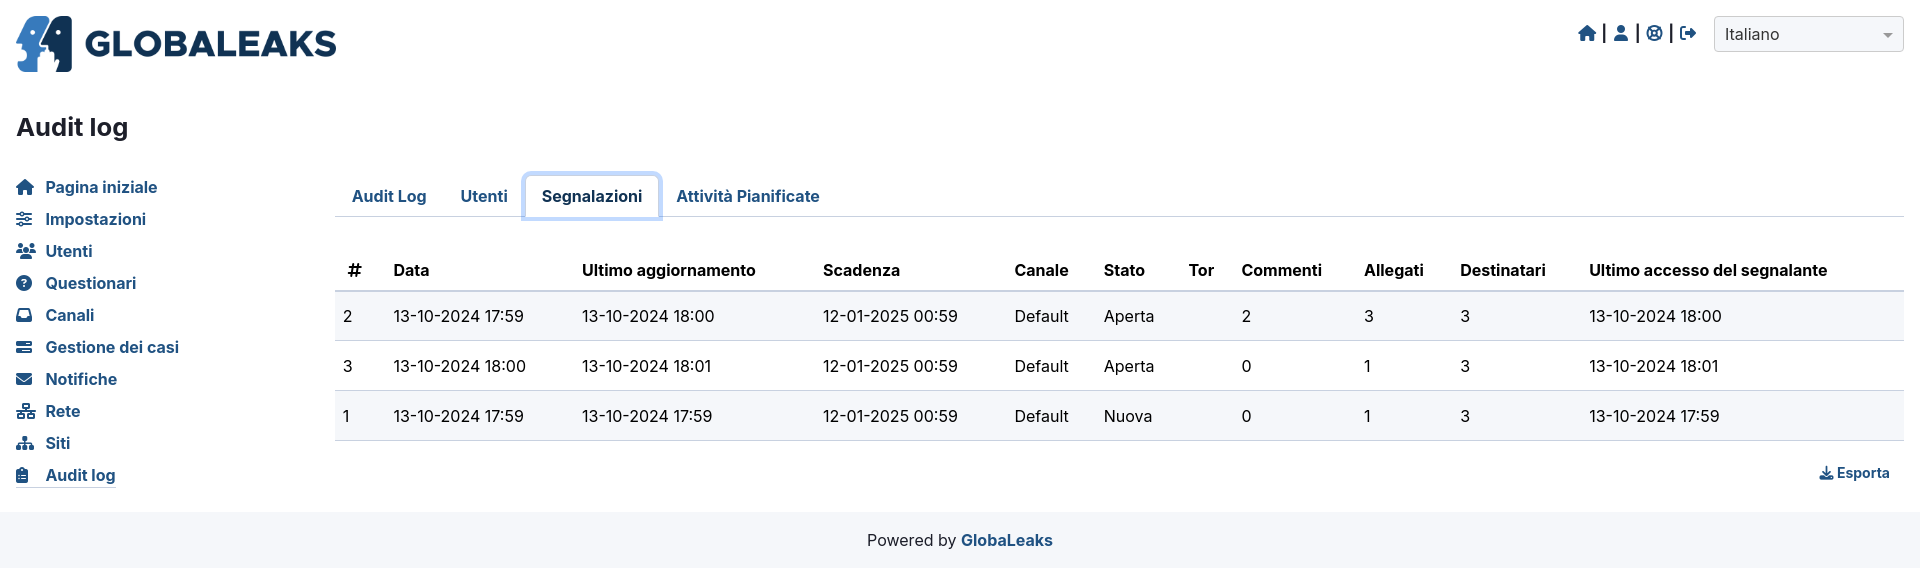 GLOBALEAKS
Italiano
Audit log
Pagina iniziale
Impostazioni
Utenti
Questionari
Canali
Gestione dei casi
Notifiche
Rete
Siti
Audit log
Audit Log Utenti Segnalazioni Attività Pianificate
# Data Ultimo aggiornamento Scadenza Canale Stato Tor Commenti Allegati Destinatari Ultimo accesso del segnalante
2 13-10-2024 17:59 13-10-2024 18:00 12-01-2025 00:59 Default Aperta 2 3 3 13-10-2024 18:00
3 13-10-2024 18:00 13-10-2024 18:01 12-01-2025 00:59 Default Aperta 0 1 3 13-10-2024 18:01
1 13-10-2024 17:59 13-10-2024 17:59 12-01-2025 00:59 Default Nuova 0 1 3 13-10-2024 17:59
Esporta
Powered by GlobaLeaks